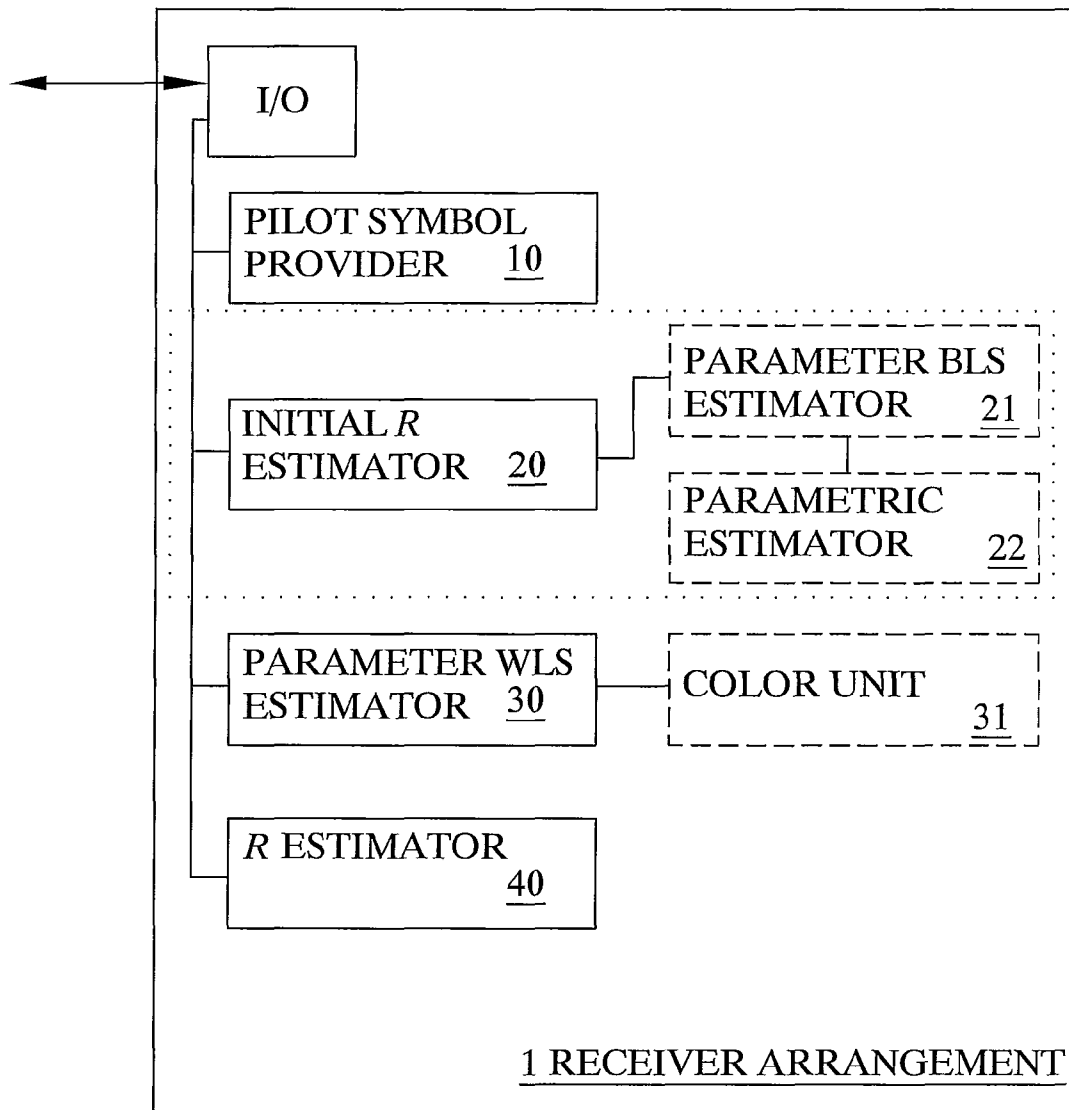 I/O
PILOT SYMBOL
PROVIDER 10
PARAMETER BLS
ESTIMATOR 21
INITIAL R
ESTIMATOR 20
PARAMETRIC
ESTIMATOR 22
PARAMETER WLS
ESTIMATOR 30
COLOR UNIT
31
R ESTIMATOR
40
1 RECEIVER ARRANGEMENT